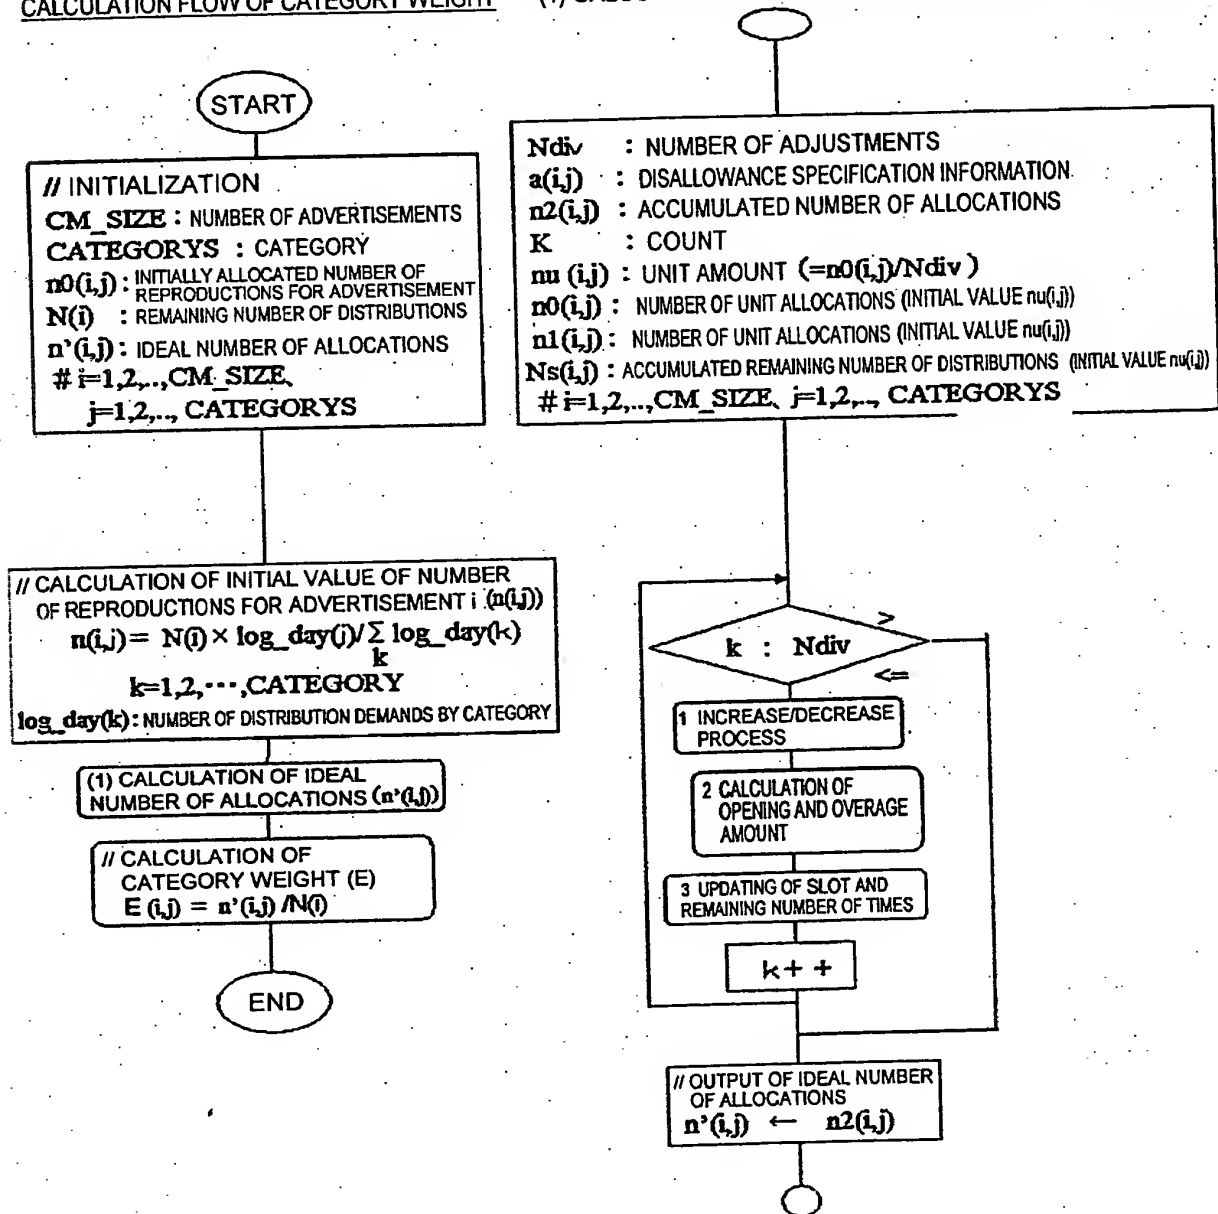 CALCULATION FLOW OF CATEGORY WEIGHT
START
// INITIALIZATION
CM_SIZE : NUMBER OF ADVERTISEMENTS
CATEGORYS : CATEGORY
n0(i,j) : INITIALLY ALLOCATED NUMBER OF
REPRODUCTIONS FOR ADVERTISEMENT
N(i) : REMAINING NUMBER OF DISTRIBUTIONS
n'(i,j) : IDEAL NUMBER OF ALLOCATIONS
# i=1,2,..,CM_SIZE、
j=1,2,.., CATEGORYS
// CALCULATION OF INITIAL VALUE OF NUMBER
OF REPRODUCTIONS FOR ADVERTISEMENT i (n(i,j))
n(i,j) = N(i) × log_day(j)/ Σ log_day(k)
k
k=1,2,⋯,CATEGORY
log_day(k) : NUMBER OF DISTRIBUTION DEMANDS BY CATEGORY
(1) CALCULATION OF IDEAL
NUMBER OF ALLOCATIONS (n'(i,j))
// CALCULATION OF
CATEGORY WEIGHT (E)
E (i,j) = n'(i,j) /N(i)
END
Ndiv : NUMBER OF ADJUSTMENTS
a(i,j) : DISALLOWANCE SPECIFICATION INFORMATION
n2(i,j) : ACCUMULATED NUMBER OF ALLOCATIONS
K : COUNT
nu (i,j) : UNIT AMOUNT (=n0(i,j)/Ndiv )
n0(i,j) : NUMBER OF UNIT ALLOCATIONS (INITIAL VALUE nu(i,j))
n1(i,j) : NUMBER OF UNIT ALLOCATIONS (INITIAL VALUE nu(i,j))
Ns(i,j) : ACCUMULATED REMAINING NUMBER OF DISTRIBUTIONS (INITIAL VALUE nu(i,j))
# i=1,2,..,CM_SIZE、 j=1,2,.., CATEGORYS
k : Ndiv
>
<=
1 INCREASE/DECREASE
PROCESS
2 CALCULATION OF
OPENING AND OVERAGE
AMOUNT
3 UPDATING OF SLOT AND
REMAINING NUMBER OF TIMES
k++
// OUTPUT OF IDEAL NUMBER
OF ALLOCATIONS
n'(i,j) ← n2(i,j)